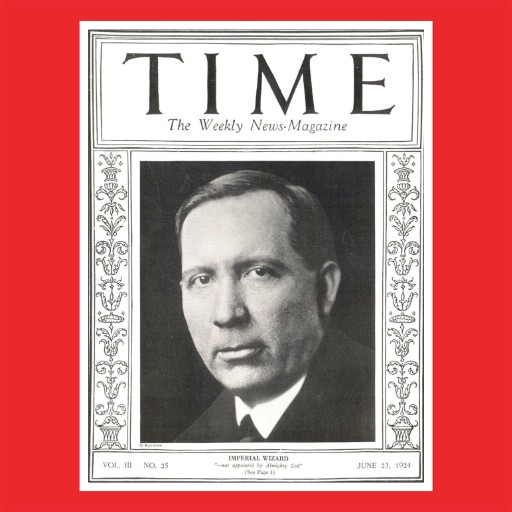 TIME
The Weekly News-Magazine
IMPERIAL WIZARD
"—not appointed by Almighty God"
(See Page 5)
VOL. III NO. 25 JUNE 23, 1924